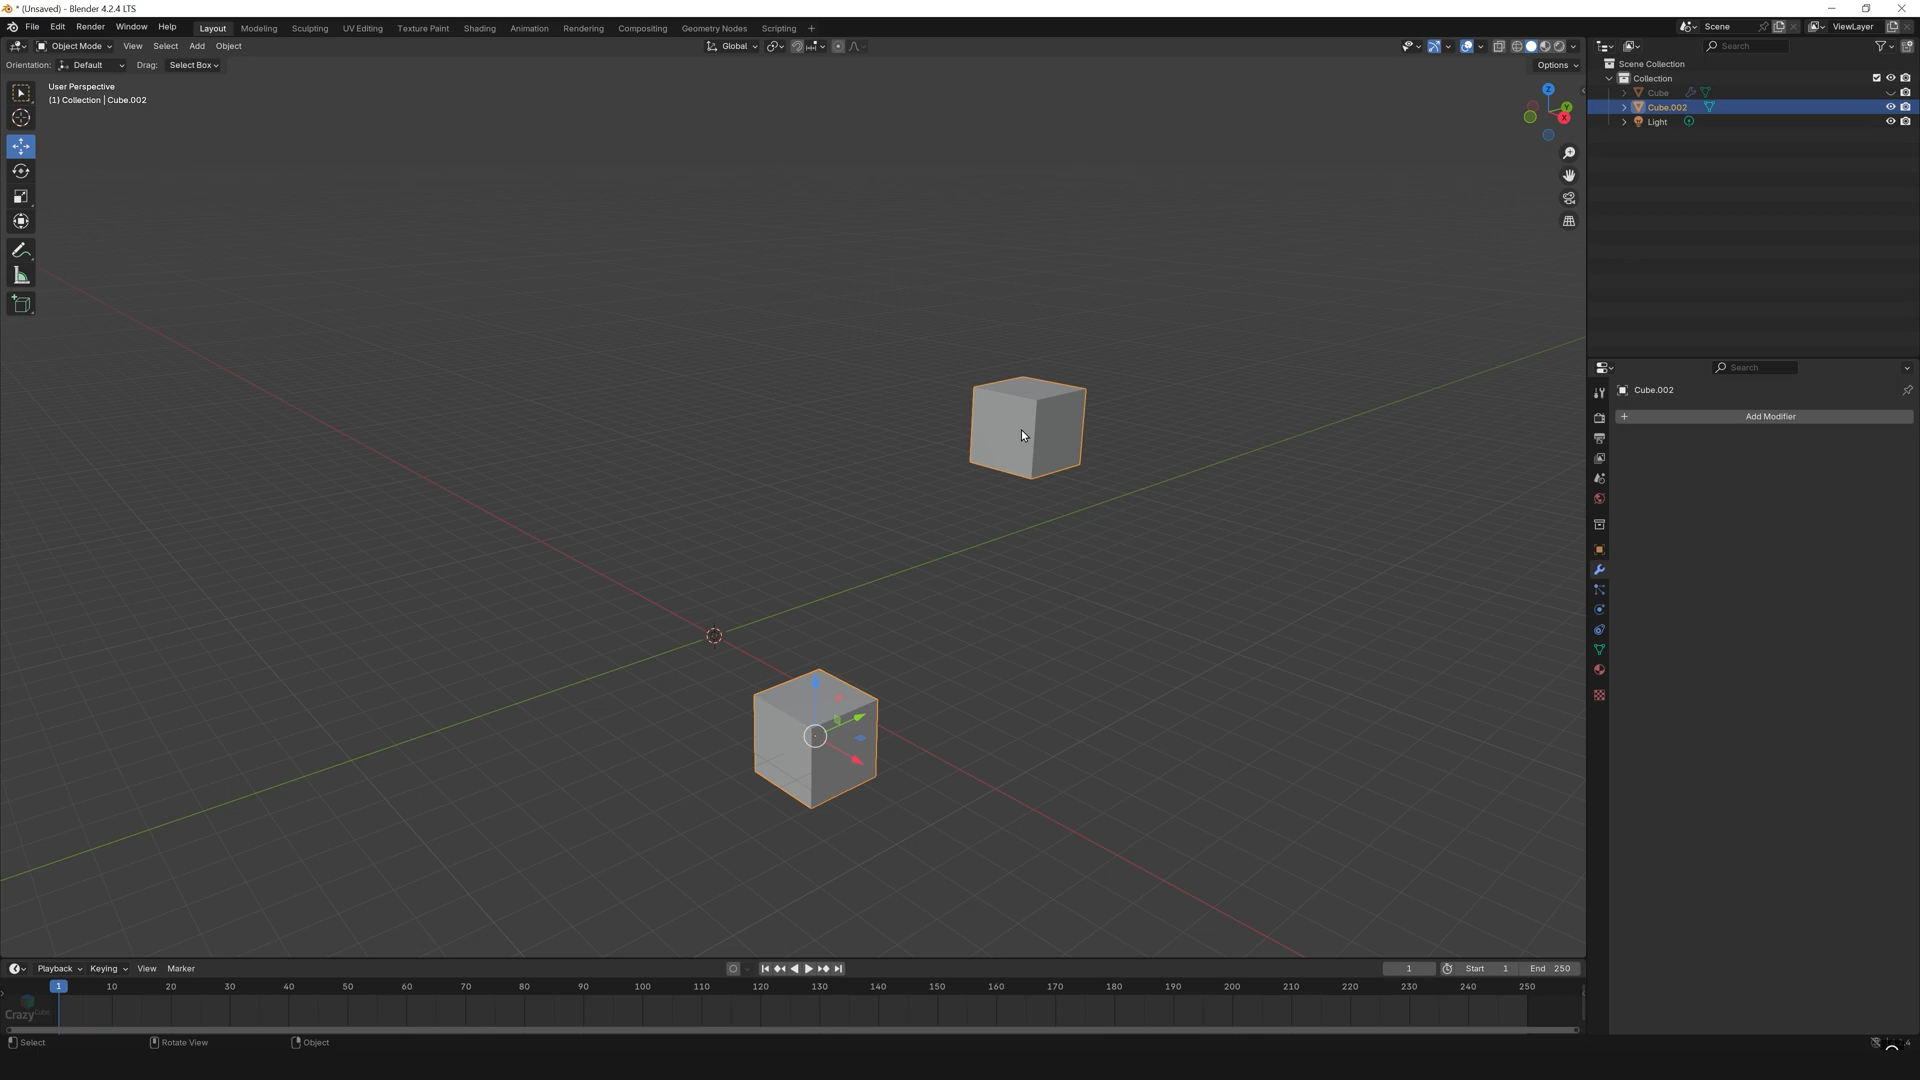 * (Unsaved) - Blender 4.2.4 LTS
File Edit Render Window Help Layout Modeling Sculpting UV Editing Texture Paint Shading Animation Rendering Compositing Geometry Nodes Scripting + Scene ViewLayer
Object Mode View Select Add Object Global Search
Orientation: Default Drag: Select Box Options
Scene Collection
Collection
Cube
Cube.002
Light
User Perspective
(1) Collection | Cube.002
Z
Y
X
Search
Cube.002
+ Add Modifier
Playback Keying View Marker 1 Start 1 End 250
1 10 20 30 40 50 60 70 80 90 100 110 120 130 140 150 160 170 180 190 200 210 220 230 240 250
CrazyCube
Select Rotate View Object